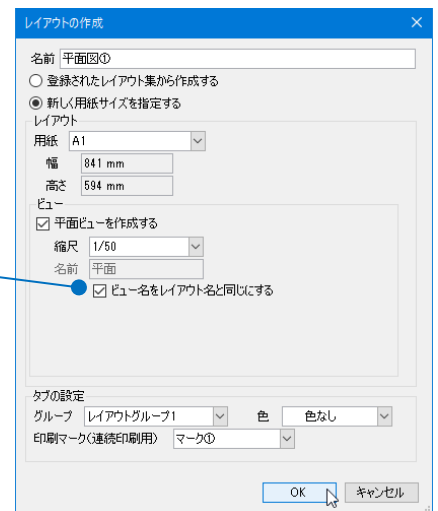 レイアウトの作成
名前 平面図①
登録されたレイアウト集から作成する
新しく用紙サイズを指定する
レイアウト
用紙 A1
幅 841 mm
高さ 594 mm
ビュー
平面ビューを作成する
縮尺 1/50
名前 平面
ビュー名をレイアウト名と同じにする
タブの設定
グループ レイアウトグループ1 色 色なし
印刷マーク(連続印刷用) マーク①
OK キャンセル